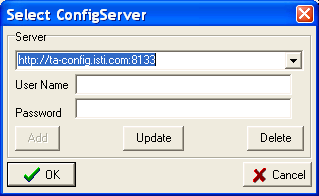 Select ConfigServer
Server
http://ta-config.isti.com:8133
User Name
Password
Add Update Delete
OK Cancel